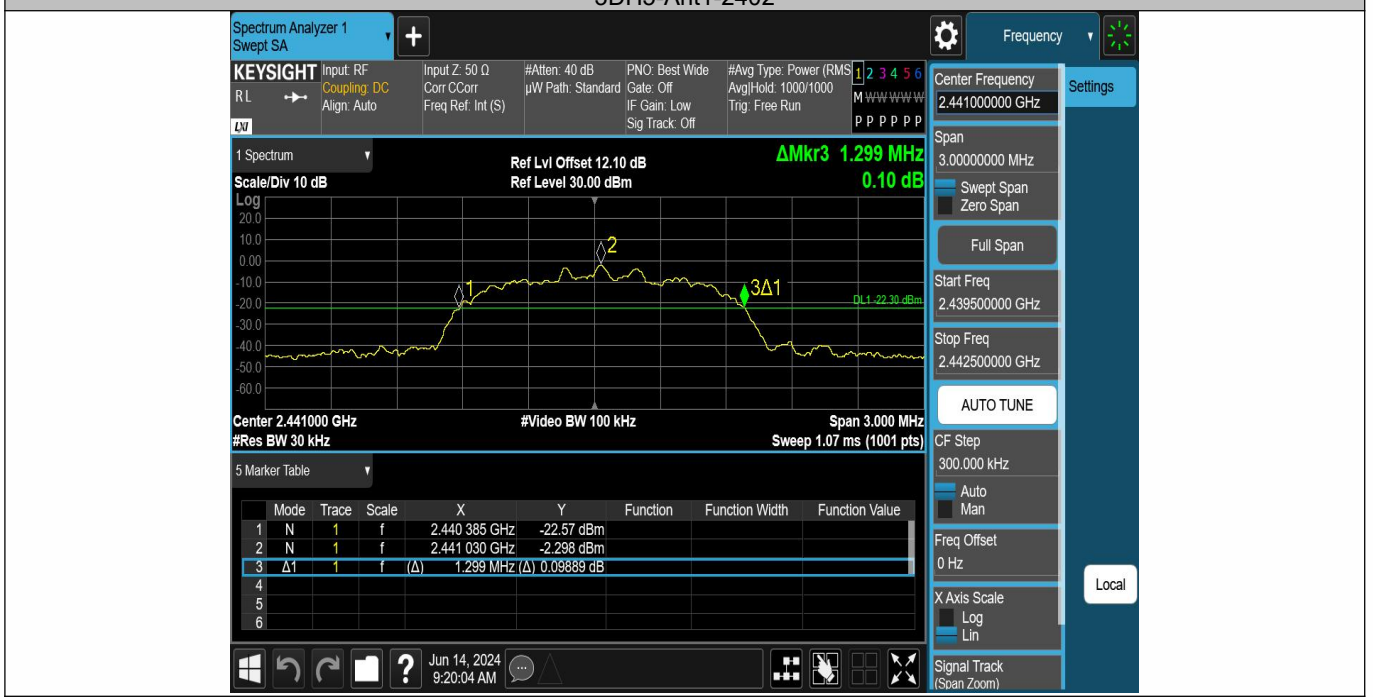 3DH5-Ant1-2402
Spectrum Analyzer 1
Swept SA
+
Frequency
KEYSIGHT
RL
LXI
Input: RF
Coupling: DC
Align: Auto
Input Z: 50 Ω
Corr CCorr
Freq Ref: Int (S)
#Atten: 40 dB
µW Path: Standard
PNO: Best Wide
Gate: Off
IF Gain: Low
Sig Track: Off
#Avg Type: Power (RMS
Avg|Hold: 1000/1000
Trig: Free Run
1 2 3 4 5 6
M W W W W W
P P P P P P
Center Frequency
2.441000000 GHz
Settings
Span
3.00000000 MHz
Swept Span
Zero Span
Full Span
Start Freq
2.439500000 GHz
Stop Freq
2.442500000 GHz
AUTO TUNE
CF Step
300.000 kHz
Auto
Man
Freq Offset
0 Hz
X Axis Scale
Log
Lin
Signal Track
(Span Zoom)
Local
1 Spectrum
Scale/Div 10 dB
Ref Lvl Offset 12.10 dB
Ref Level 30.00 dBm
ΔMkr3 1.299 MHz
0.10 dB
Log
20.0
10.0
0.00
-10.0
-20.0
-30.0
-40.0
-50.0
-60.0
1
2
3Δ1
DL1 -22.30 dBm
Center 2.441000 GHz
#Video BW 100 kHz
Span 3.000 MHz
#Res BW 30 kHz
Sweep 1.07 ms (1001 pts)
5 Marker Table
Mode Trace Scale X Y Function Function Width Function Value
1 N 1 f 2.440 385 GHz -22.57 dBm
2 N 1 f 2.441 030 GHz -2.298 dBm
3 Δ1 1 f (Δ) 1.299 MHz (Δ) 0.09889 dB
4
5
6
?
Jun 14, 2024
9:20:04 AM